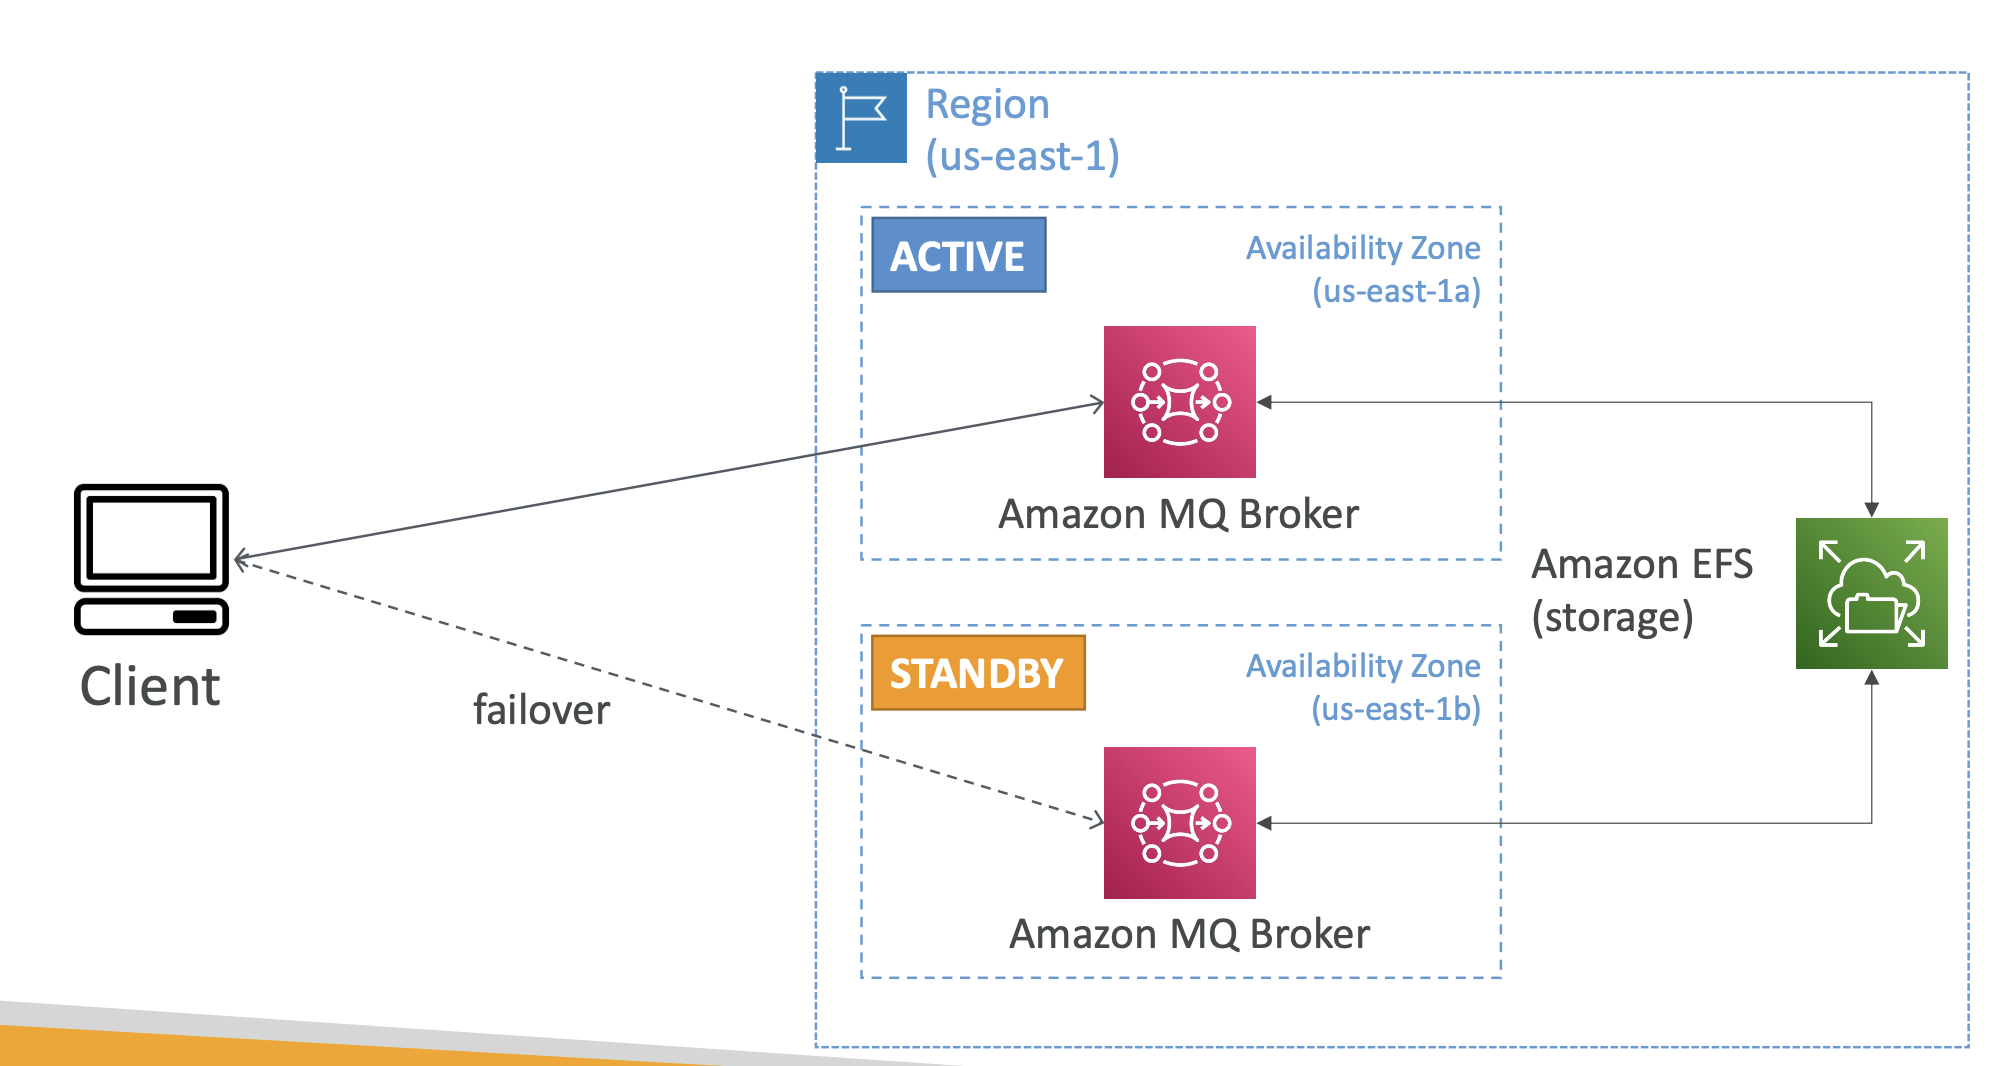 Region
(us-east-1)
ACTIVE
Availability Zone
(us-east-1a)
Amazon MQ Broker
Amazon EFS
(storage)
Client
failover
STANDBY
Availability Zone
(us-east-1b)
Amazon MQ Broker